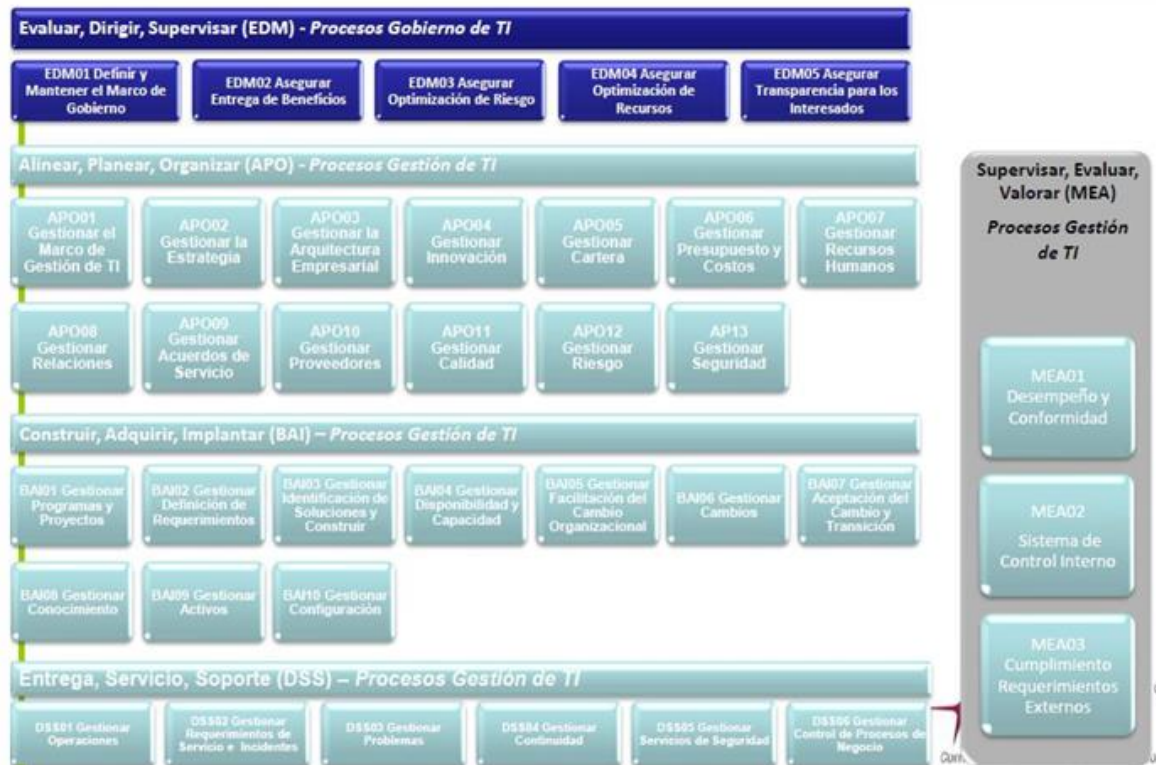 Evaluar, Dirigir, Supervisar (EDM) - Procesos Gobierno de TI
EDM01 Definir y
Mantener el Marco de
Gobierno
EDM02 Asegurar
Entrega de Beneficios
EDM03 Asegurar
Optimización de Riesgo
EDM04 Asegurar
Optimización de
Recursos
EDM05 Asegurar
Transparencia para los
Interesados
Alinear, Planear, Organizar (APO) - Procesos Gestión de TI
APO01
Gestionar el
Marco de
Gestión de TI
APO02
Gestionar la
Estrategia
APO03
Gestionar la
Arquitectura
Empresarial
APO04
Gestionar
Innovación
APO05
Gestionar
Cartera
APO06
Gestionar
Presupuesto y
Costos
APO07
Gestionar
Recursos
Humanos
APO08
Gestionar
Relaciones
APO09
Gestionar
Acuerdos de
Servicio
APO10
Gestionar
Proveedores
APO11
Gestionar
Calidad
APO12
Gestionar
Riesgo
AP13
Gestionar
Seguridad
Construir, Adquirir, Implantar (BAI) – Procesos Gestión de TI
BAI01 Gestionar
Programas y
Proyectos
BAI02 Gestionar
Definición de
Requerimientos
BAI03 Gestionar
Identificación de
Soluciones y
Construir
BAI04 Gestionar
Disponibilidad y
Capacidad
BAI05 Gestionar
Facilitación del
Cambio
Organizacional
BAI06 Gestionar
Cambios
BAI07 Gestionar
Aceptación del
Cambio y
Transición
BAI08 Gestionar
Conocimiento
BAI09 Gestionar
Activos
BAI10 Gestionar
Configuración
Entrega, Servicio, Soporte (DSS) – Procesos Gestión de TI
DSS01 Gestionar
Operaciones
DSS02 Gestionar
Requerimientos de
Servicio e Incidentes
DSS03 Gestionar
Problemas
DSS04 Gestionar
Continuidad
DSS05 Gestionar
Servicios de Seguridad
DSS06 Gestionar
Control de Procesos de
Negocio
Supervisar, Evaluar,
Valorar (MEA)
Procesos Gestión
de TI
MEA01
Desempeño y
Conformidad
MEA02
Sistema de
Control Interno
MEA03
Cumplimiento
Requerimientos
Externos